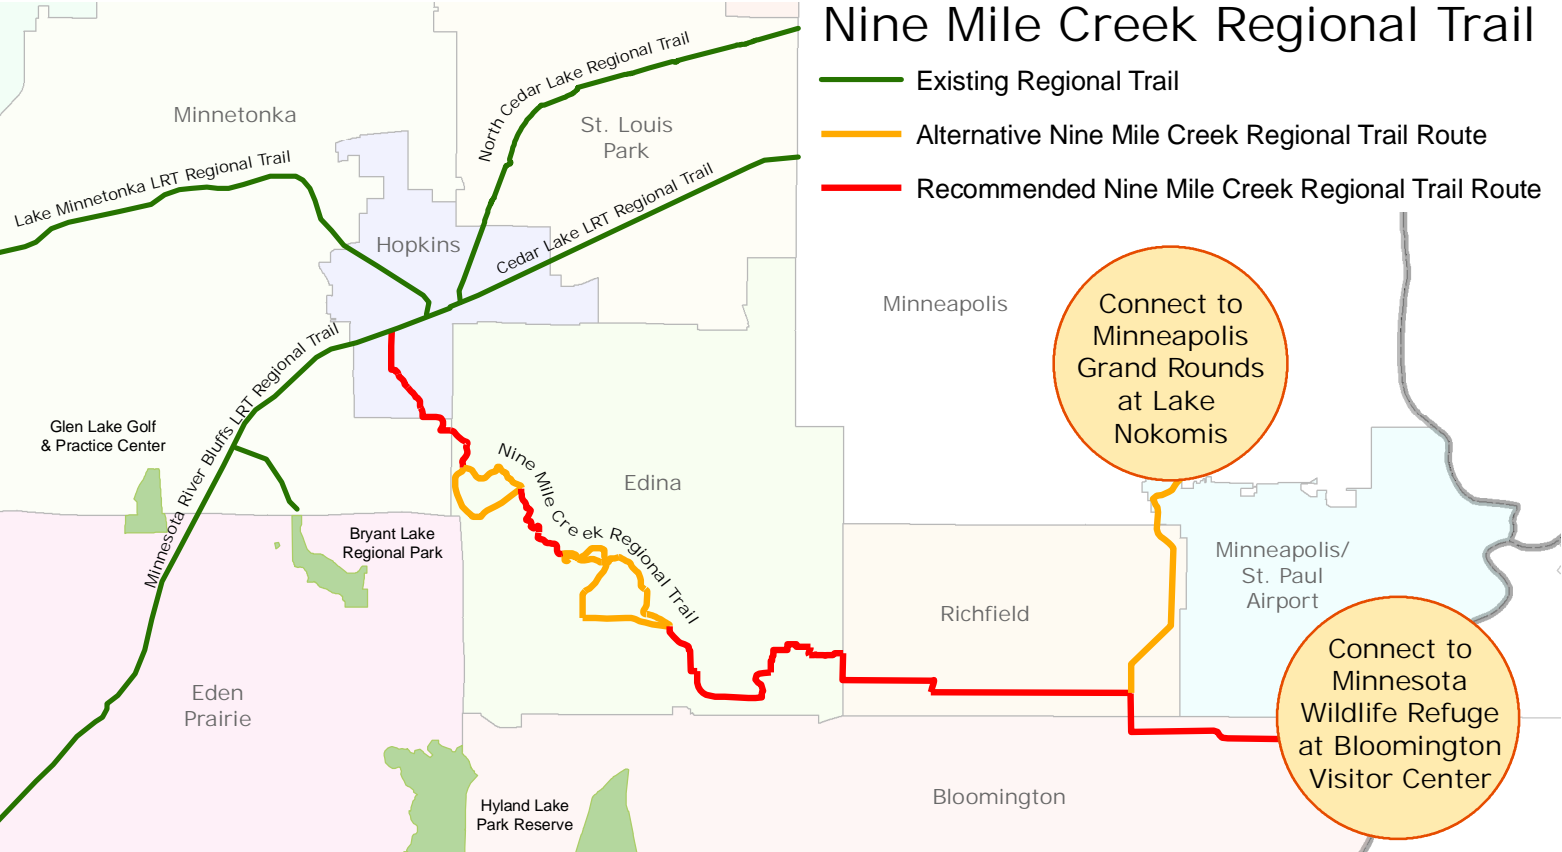 Nine Mile Creek Regional Trail
Existing Regional Trail
Alternative Nine Mile Creek Regional Trail Route
Recommended Nine Mile Creek Regional Trail Route
North Cedar Lake Regional Trail
Minnetonka
St. Louis
Park
Lake Minnetonka LRT Regional Trail
Cedar Lake LRT Regional Trail
Hopkins
Minneapolis
Connect to
Minneapolis
Grand Rounds
at Lake
Nokomis
Minnesota River Bluffs LRT Regional Trail
Glen Lake Golf
& Practice Center
Nine Mile Creek Regional Trail
Edina
Bryant Lake
Regional Park
Minneapolis/
St. Paul
Airport
Richfield
Connect to
Minnesota
Wildlife Refuge
at Bloomington
Visitor Center
Eden
Prairie
Hyland Lake
Park Reserve
Bloomington